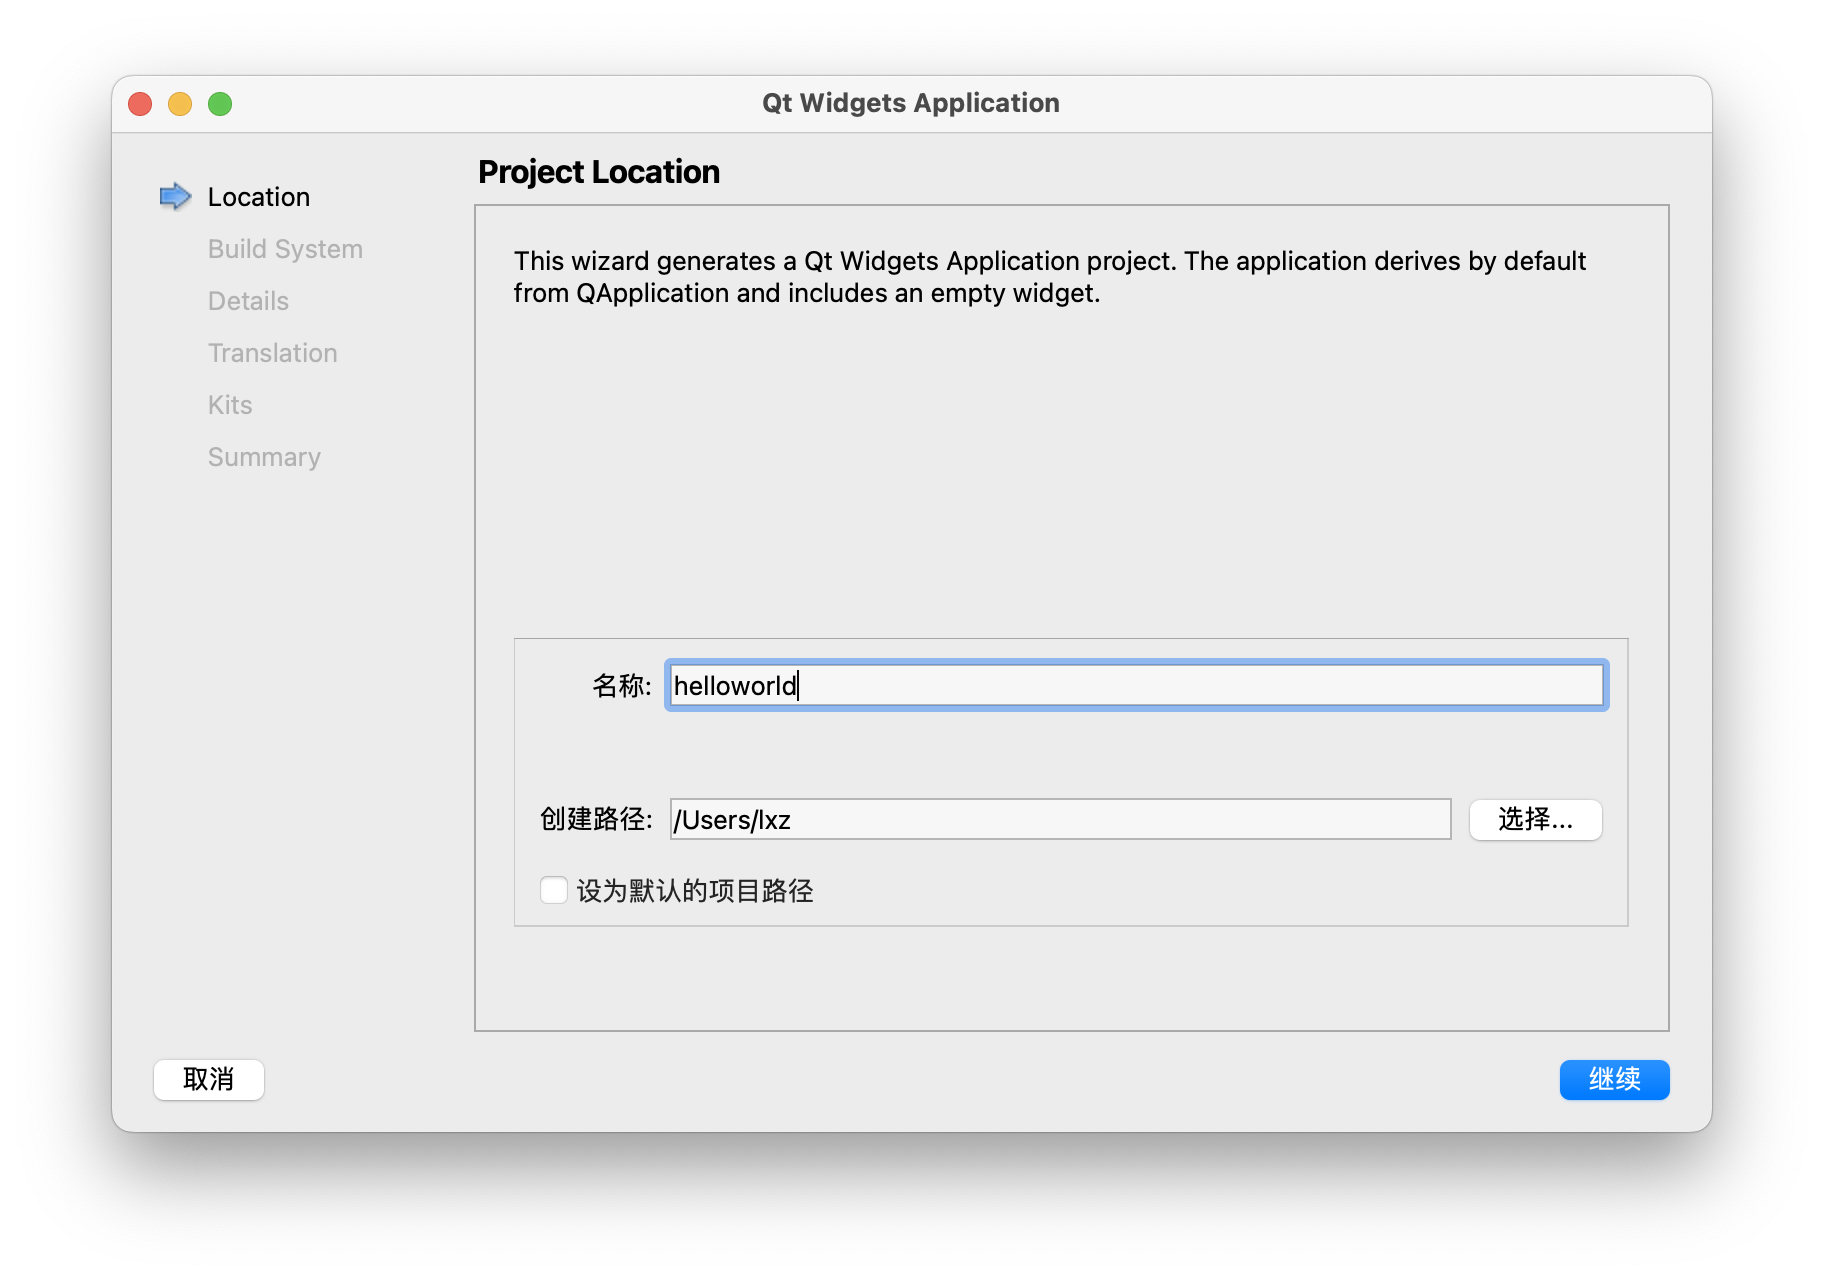 Qt Widgets Application
Location
Build System
Details
Translation
Kits
Summary
Project Location
This wizard generates a Qt Widgets Application project. The application derives by default
from QApplication and includes an empty widget.
名称: helloworld
创建路径: /Users/lxz 选择...
设为默认的项目路径
取消 继续